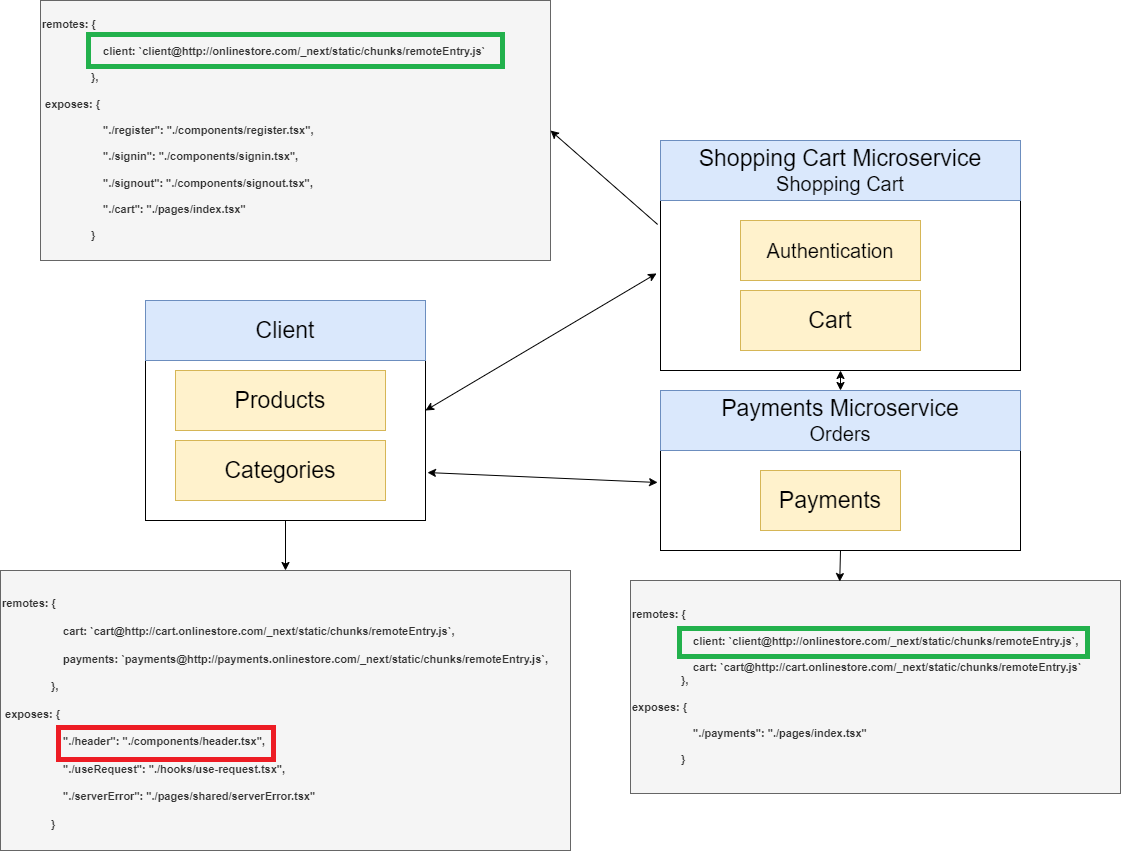 remotes: {
client: `client@http://onlinestore.com/_next/static/chunks/remoteEntry.js`
},
exposes: {
"./register": "./components/register.tsx",
"./signin": "./components/signin.tsx",
"./signout": "./components/signout.tsx",
"./cart": "./pages/index.tsx"
}
Shopping Cart Microservice
Shopping Cart
Authentication
Cart
Client
Products
Categories
Payments Microservice
Orders
Payments
remotes: {
cart: `cart@http://cart.onlinestore.com/_next/static/chunks/remoteEntry.js`,
payments: `payments@http://payments.onlinestore.com/_next/static/chunks/remoteEntry.js`,
},
exposes: {
"./header": "./components/header.tsx",
"./useRequest": "./hooks/use-request.tsx",
"./serverError": "./pages/shared/serverError.tsx"
}
remotes: {
client: `client@http://onlinestore.com/_next/static/chunks/remoteEntry.js`,
cart: `cart@http://cart.onlinestore.com/_next/static/chunks/remoteEntry.js`
},
exposes: {
"./payments": "./pages/index.tsx"
}